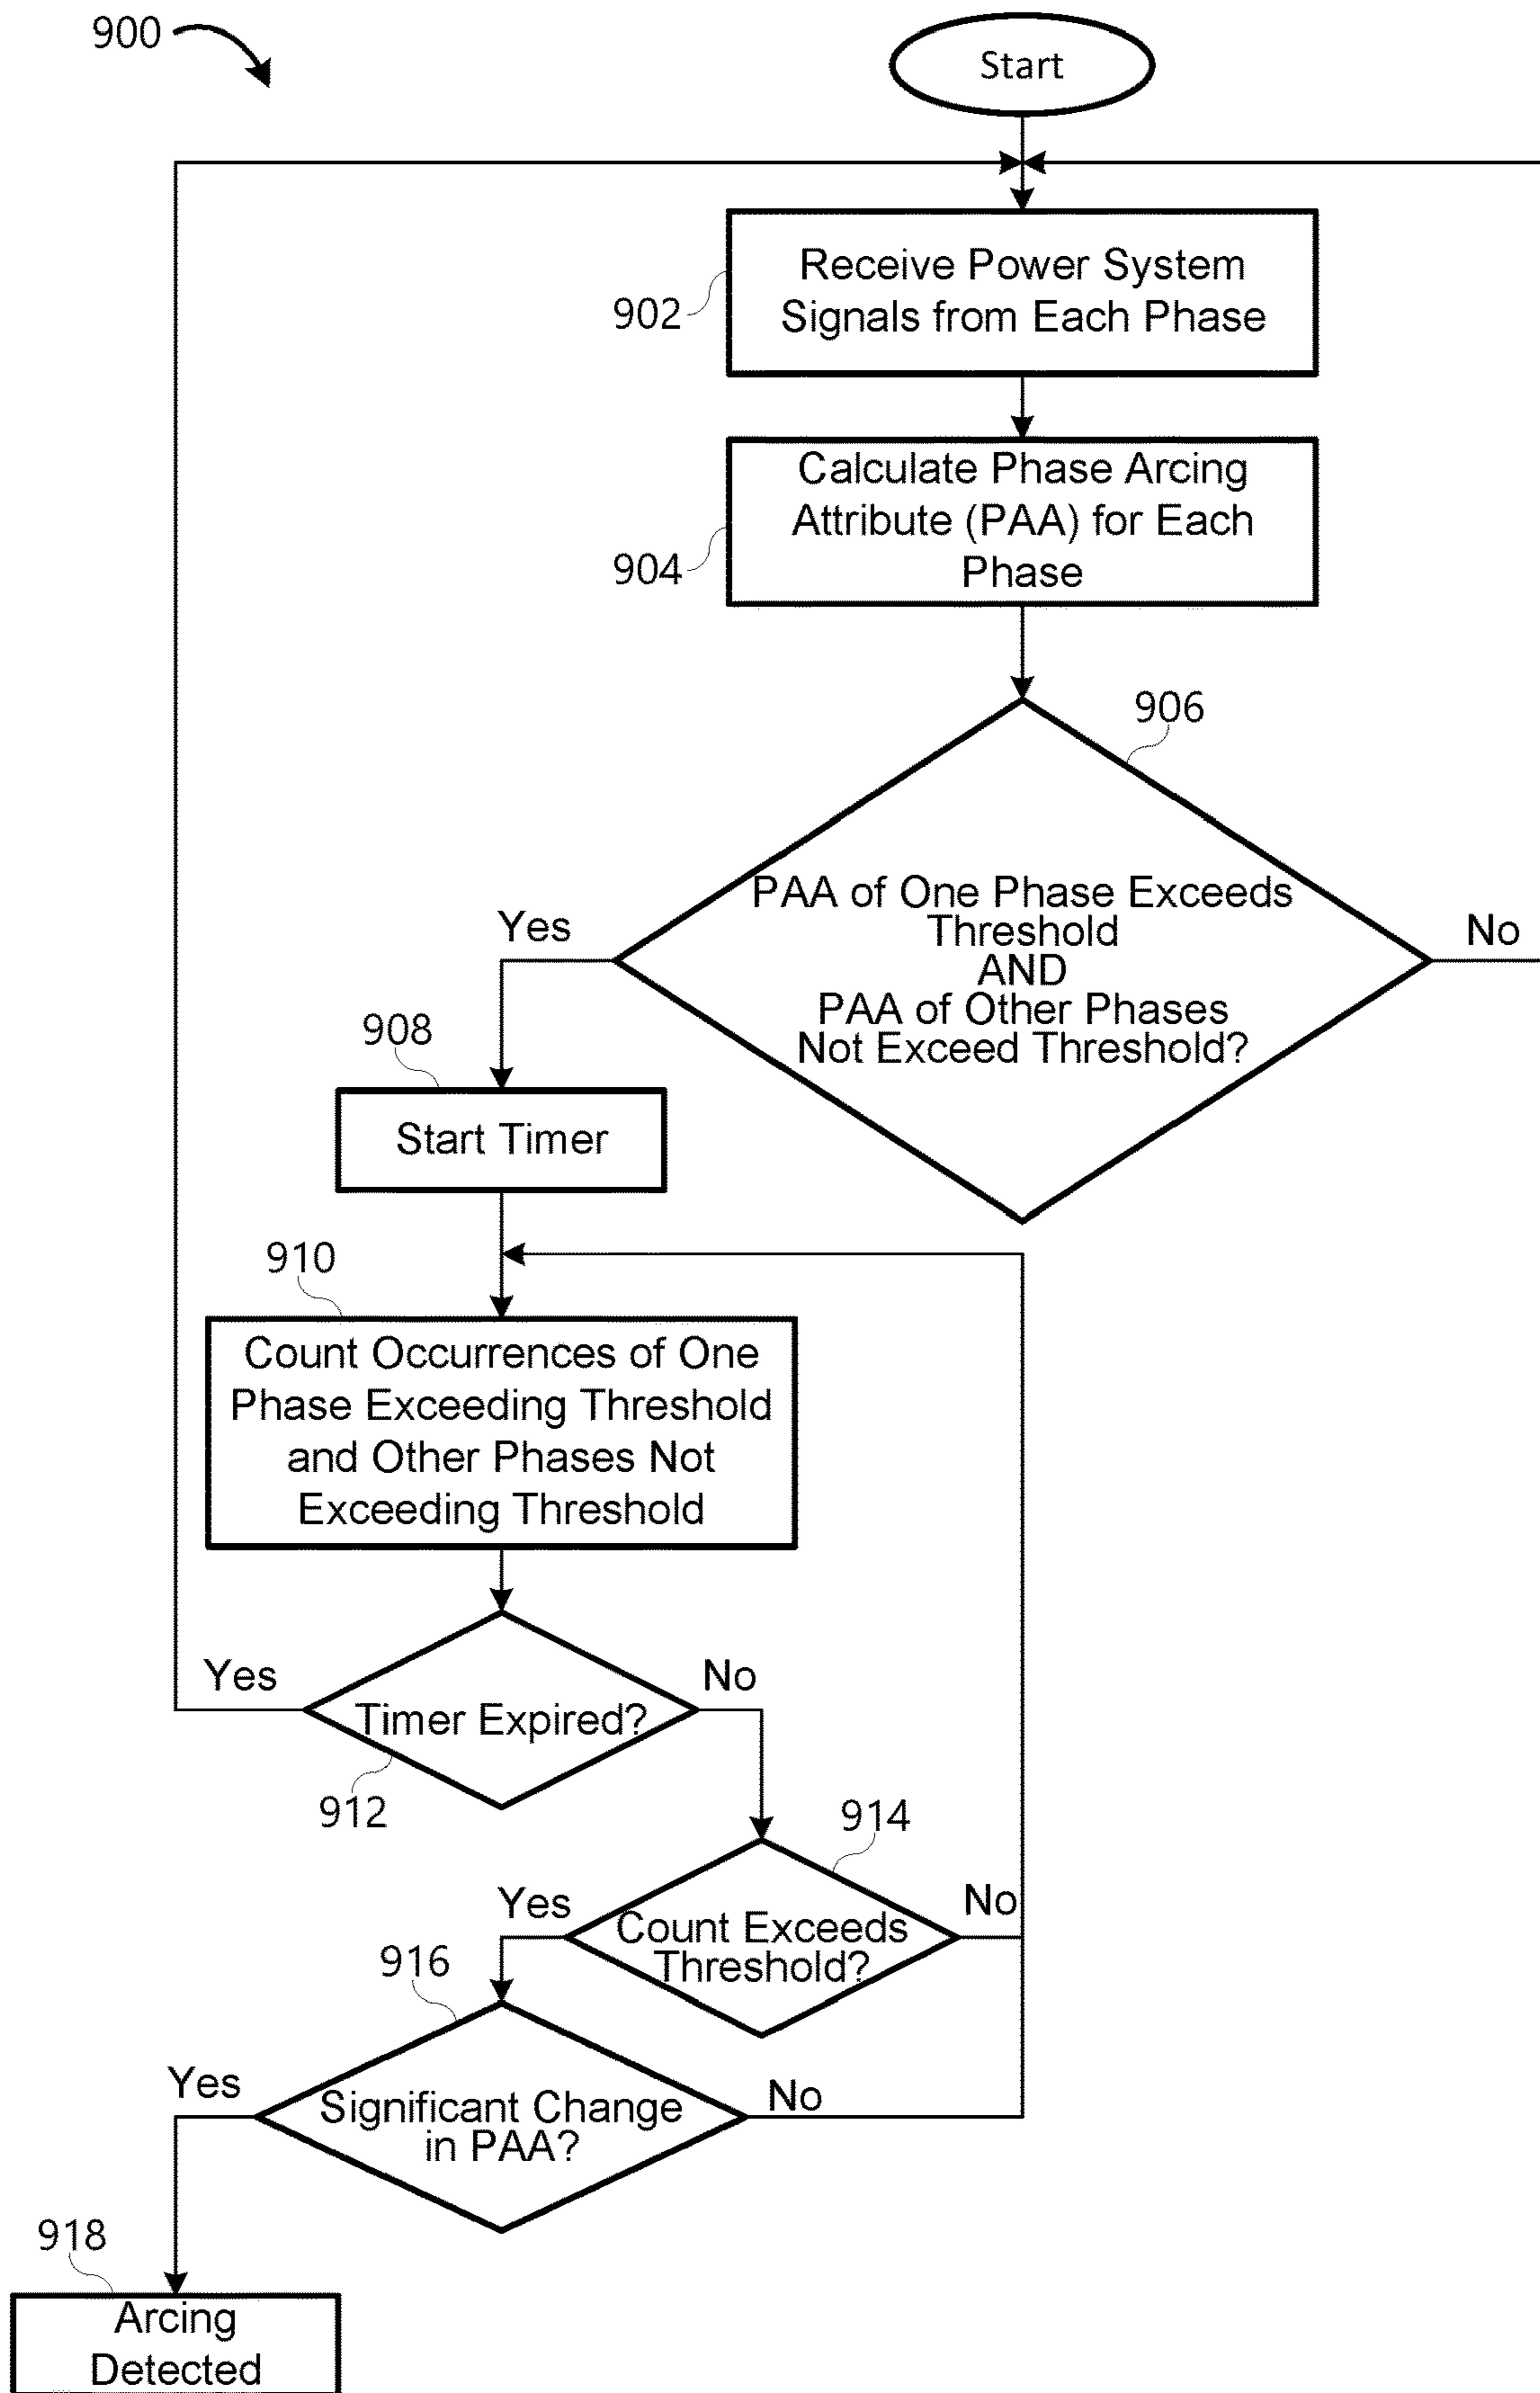 900
Start
Receive Power System
Signals from Each Phase
902
Calculate Phase Arcing
Attribute (PAA) for Each
Phase
904
906
PAA of One Phase Exceeds
Threshold
AND
PAA of Other Phases
Not Exceed Threshold?
Yes
No
908
Start Timer
910
Count Occurrences of One
Phase Exceeding Threshold
and Other Phases Not
Exceeding Threshold
Yes
No
Timer Expired?
912
914
Yes
No
Count Exceeds
Threshold?
916
Yes
No
Significant Change
in PAA?
918
Arcing
Detected